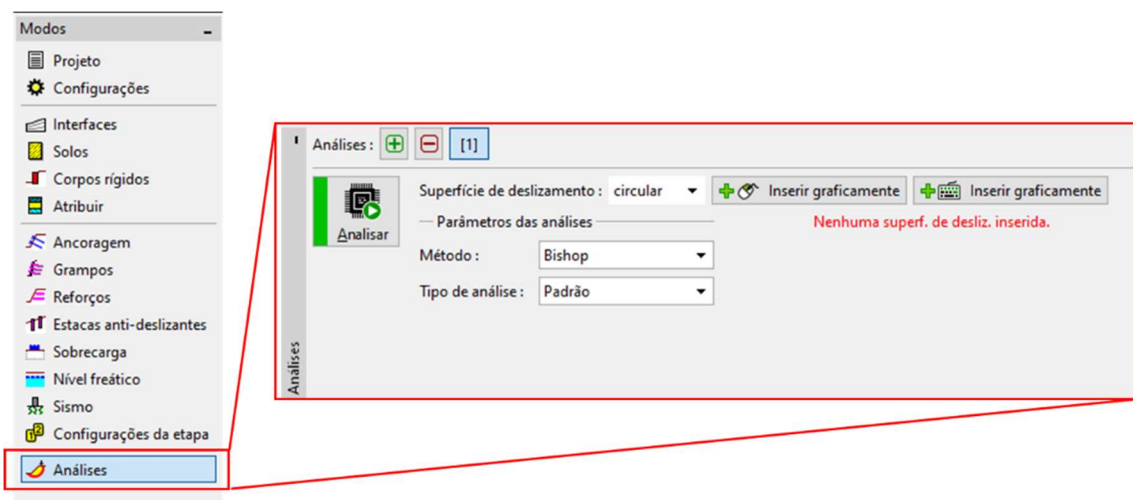 Modos
Projeto
Configurações
Interfaces
Solos
Corpos rígidos
Atribuir
Ancoragem
Grampos
Reforços
Estacas anti-deslizantes
Sobrecarga
Nível freático
Sismo
Configurações da etapa
Análises
Análises : [1]
Analisar
Superfície de deslizamento : circular Inserir graficamente Inserir graficamente
Parâmetros das análises
Nenhuma superf. de desliz. inserida.
Método : Bishop
Tipo de análise : Padrão
Análises